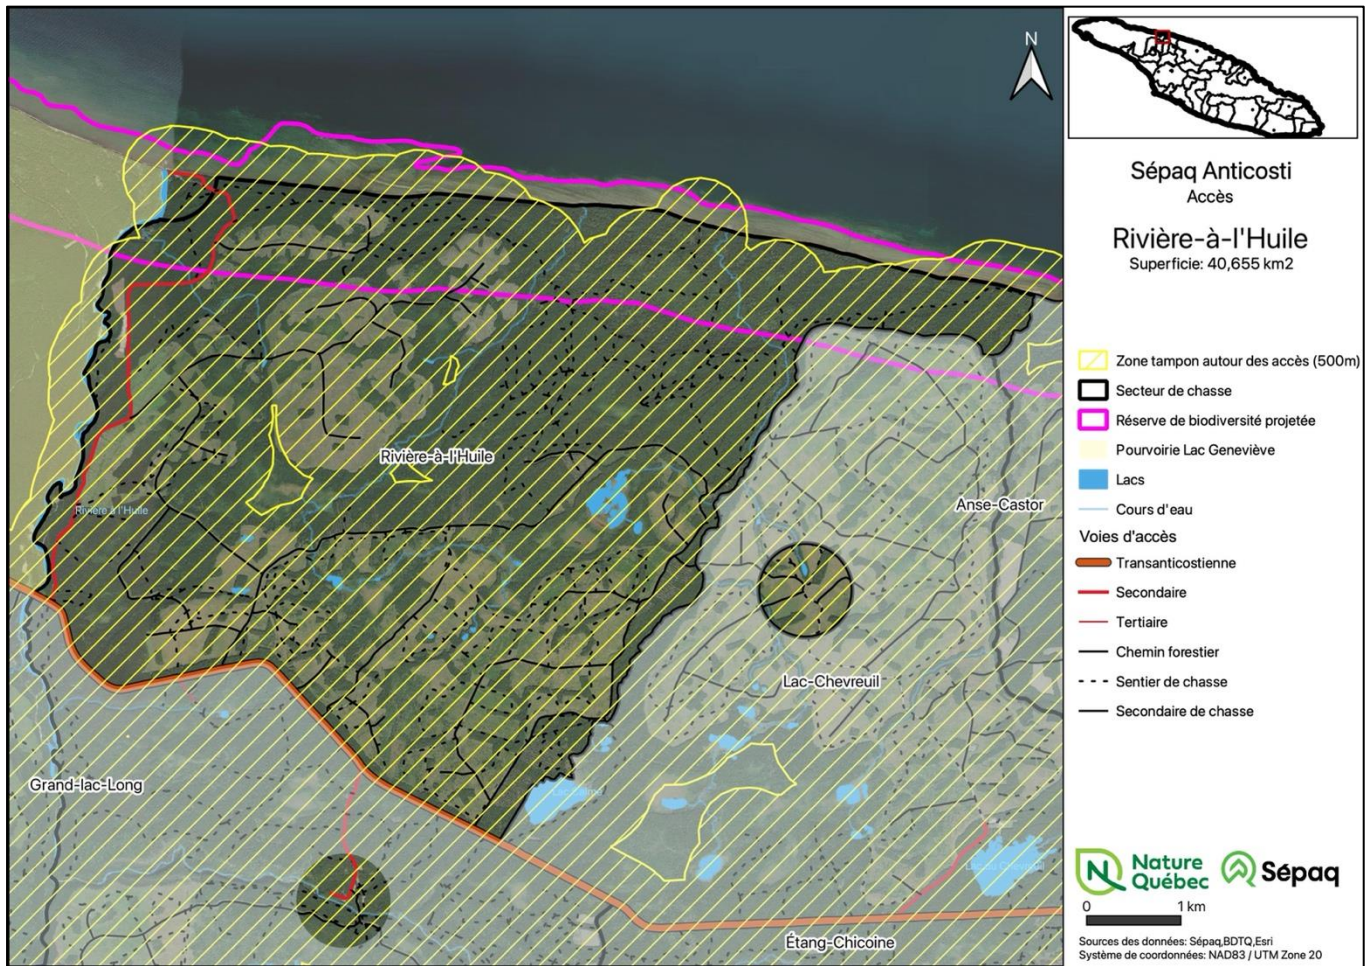 N
Sépaq Anticosti
Accès
Rivière-à-l'Huile
Superficie: 40,655 km2
Zone tampon autour des accès (500m)
Secteur de chasse
Réserve de biodiversité projetée
Pourvoirie Lac Geneviève
Lacs
Cours d'eau
Voies d'accès
Transanticostienne
Secondaire
Tertiaire
Chemin forestier
Sentier de chasse
Secondaire de chasse
Nature
Québec
Sépaq
0 1 km
Sources des données: Sépaq,BDTQ,Esri
Système de coordonnées: NAD83 / UTM Zone 20
Rivière-à-l'Huile
Rivière à l'Huile
Anse-Castor
Lac-Chevreuil
Grand-lac-Long
Étang-Chicoine